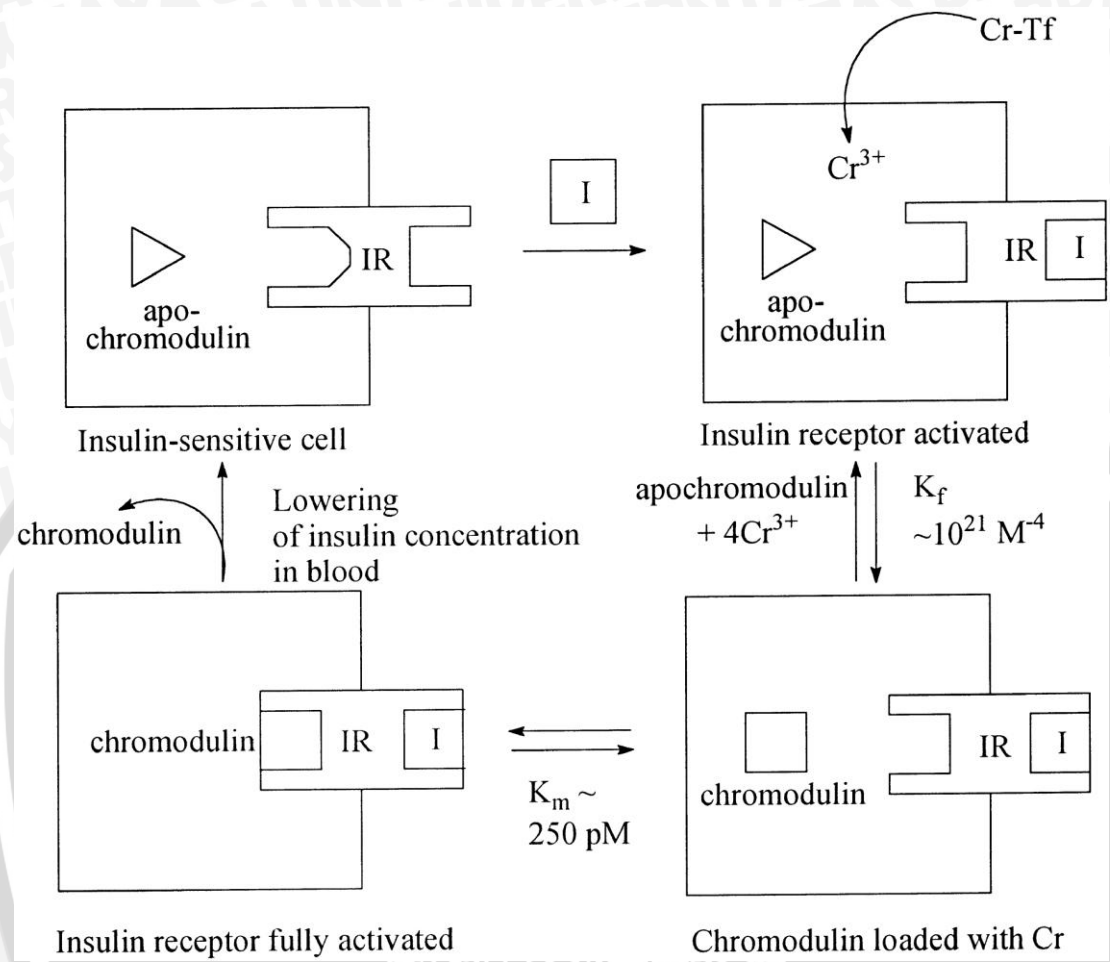 Cr-Tf
I
Cr³⁺
IR
apo-
chromodulin
IR
I
apo-
chromodulin
Insulin-sensitive cell
Insulin receptor activated
chromodulin
Lowering
of insulin concentration
in blood
apochromodulin
+ 4Cr³⁺
K_f
~10²¹ M⁻⁴
chromodulin
IR
I
K_m ~
250 pM
chromodulin
IR
I
Insulin receptor fully activated
Chromodulin loaded with Cr